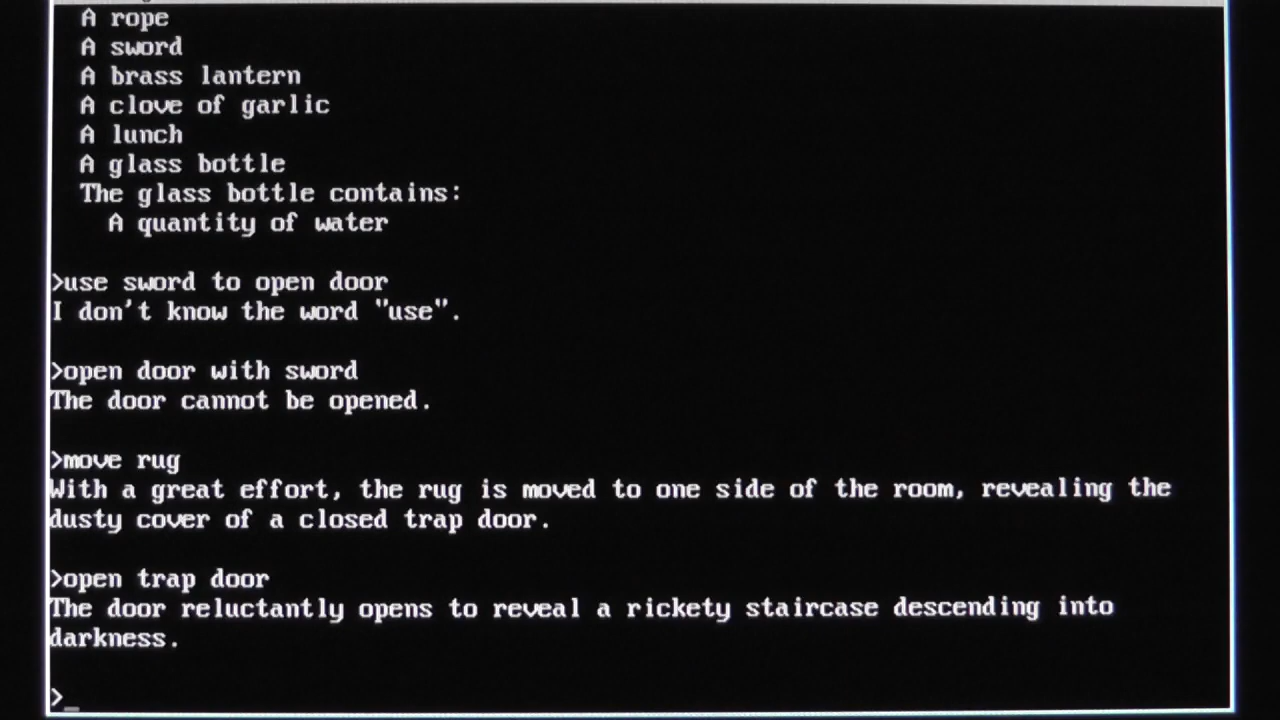 A rope
A sword
A brass lantern
A clove of garlic
A lunch
A glass bottle
The glass bottle contains:
A quantity of water
>use sword to open door
I don't know the word "use".
>open door with sword
The door cannot be opened.
>move rug
With a great effort, the rug is moved to one side of the room, revealing the
dusty cover of a closed trap door.
>open trap door
The door reluctantly opens to reveal a rickety staircase descending into
darkness.
>_